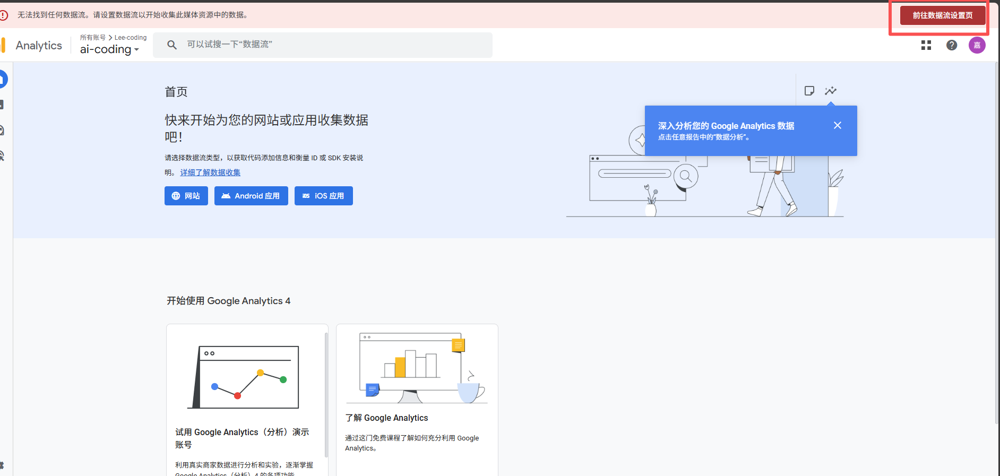 无法找到任何数据流。请设置数据流以开始收集此媒体资源中的数据。
前往数据流设置页
Analytics
所有账号 > Lee-coding
ai-coding
可以试搜一下“数据流”
嘉
首页
快来开始为您的网站或应用收集数据
吧！
请选择数据流类型，以获取代码添加信息和衡量 ID 或 SDK 安装说
明。 详细了解数据收集
网站
Android 应用
iOS iOS 应用
深入分析您的 Google Analytics 数据
点击任意报告中的“数据分析”。
开始使用 Google Analytics 4
试用 Google Analytics（分析）演示
账号
利用真实商家数据进行分析和实验，逐渐掌握
Google Analytics（分析）4 的各项功能
了解 Google Analytics
通过这门免费课程了解如何充分利用 Google
Analytics。